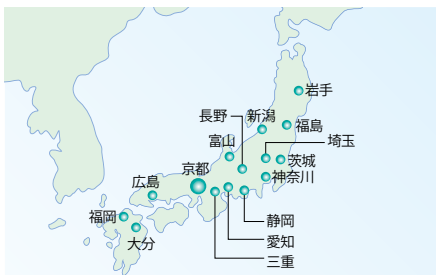 岩手
長野
新潟
福島
富山
埼玉
京都
茨城
広島
神奈川
福岡
静岡
大分
愛知
三重